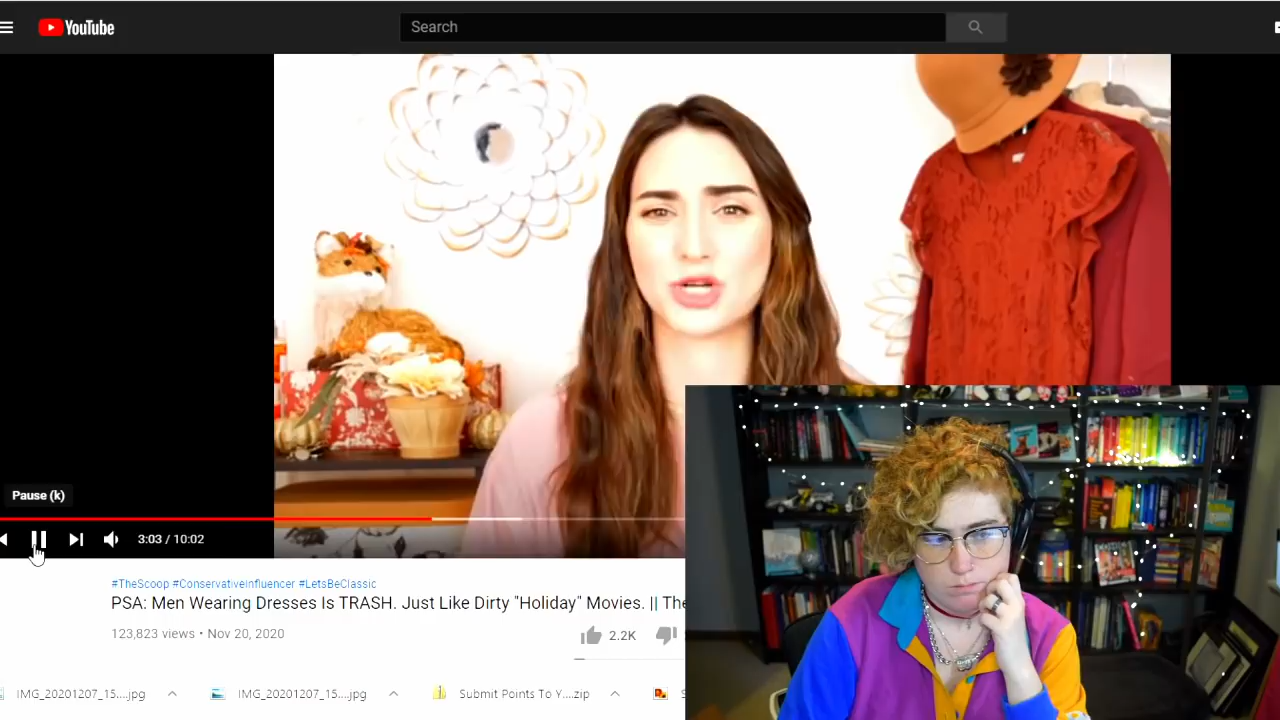 YouTube
Search
Pause (k)
3:03 / 10:02
#TheScoop #ConservativeInfluencer #LetsBeClassic
PSA: Men Wearing Dresses Is TRASH. Just Like Dirty "Holiday" Movies. || The
123,823 views • Nov 20, 2020
2.2K
IMG_20201207_15....jpg
IMG_20201207_15....jpg
Submit Points To Y....zip